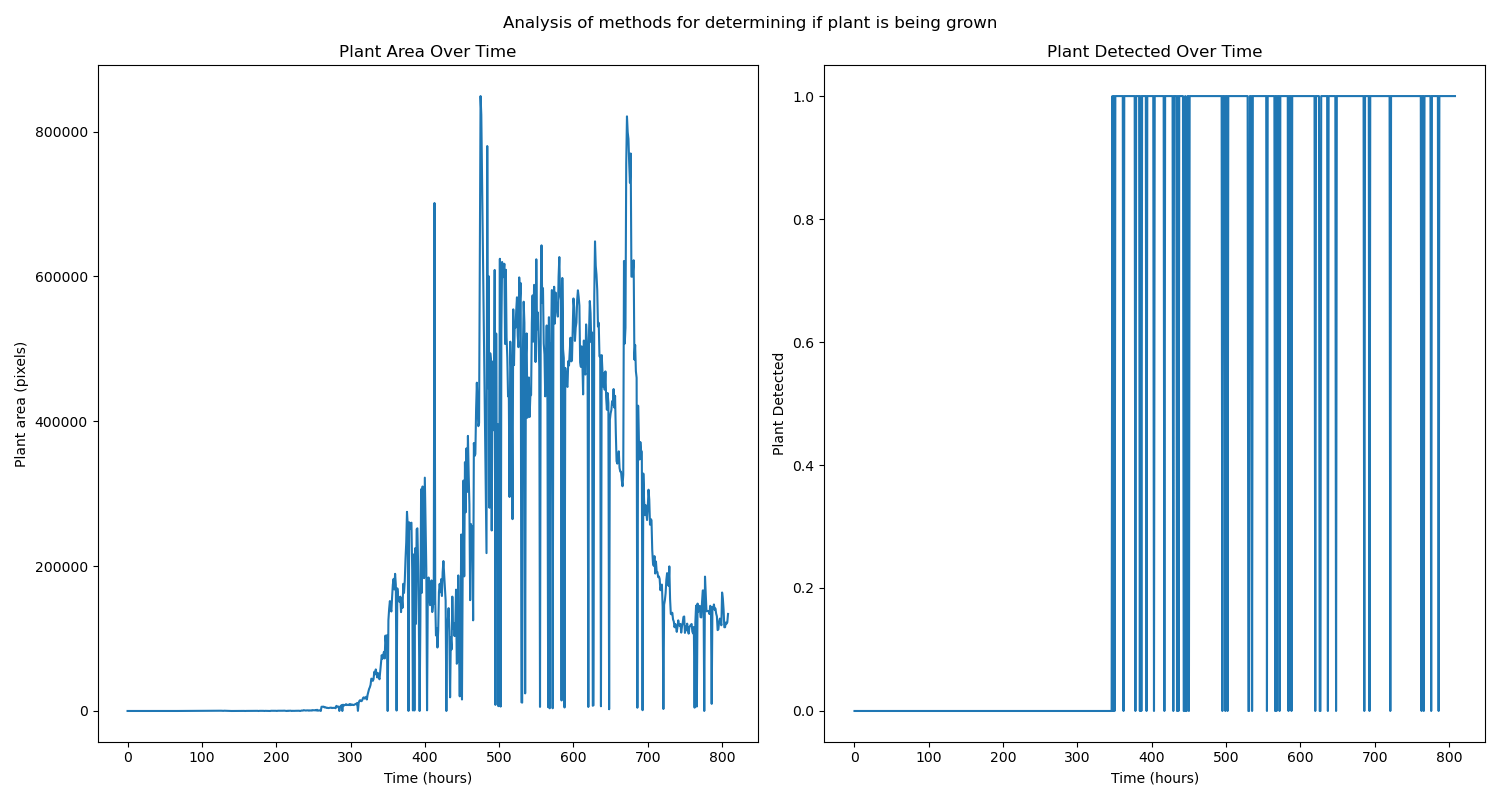 Analysis of methods for determining if plant is being grown
Plant Area Over Time
Plant area (pixels)
800000
600000
400000
200000
0
0 100 200 300 400 500 600 700 800
Time (hours)
Plant Detected Over Time
Plant Detected
1.0
0.8
0.6
0.4
0.2
0.0
0 100 200 300 400 500 600 700 800
Time (hours)